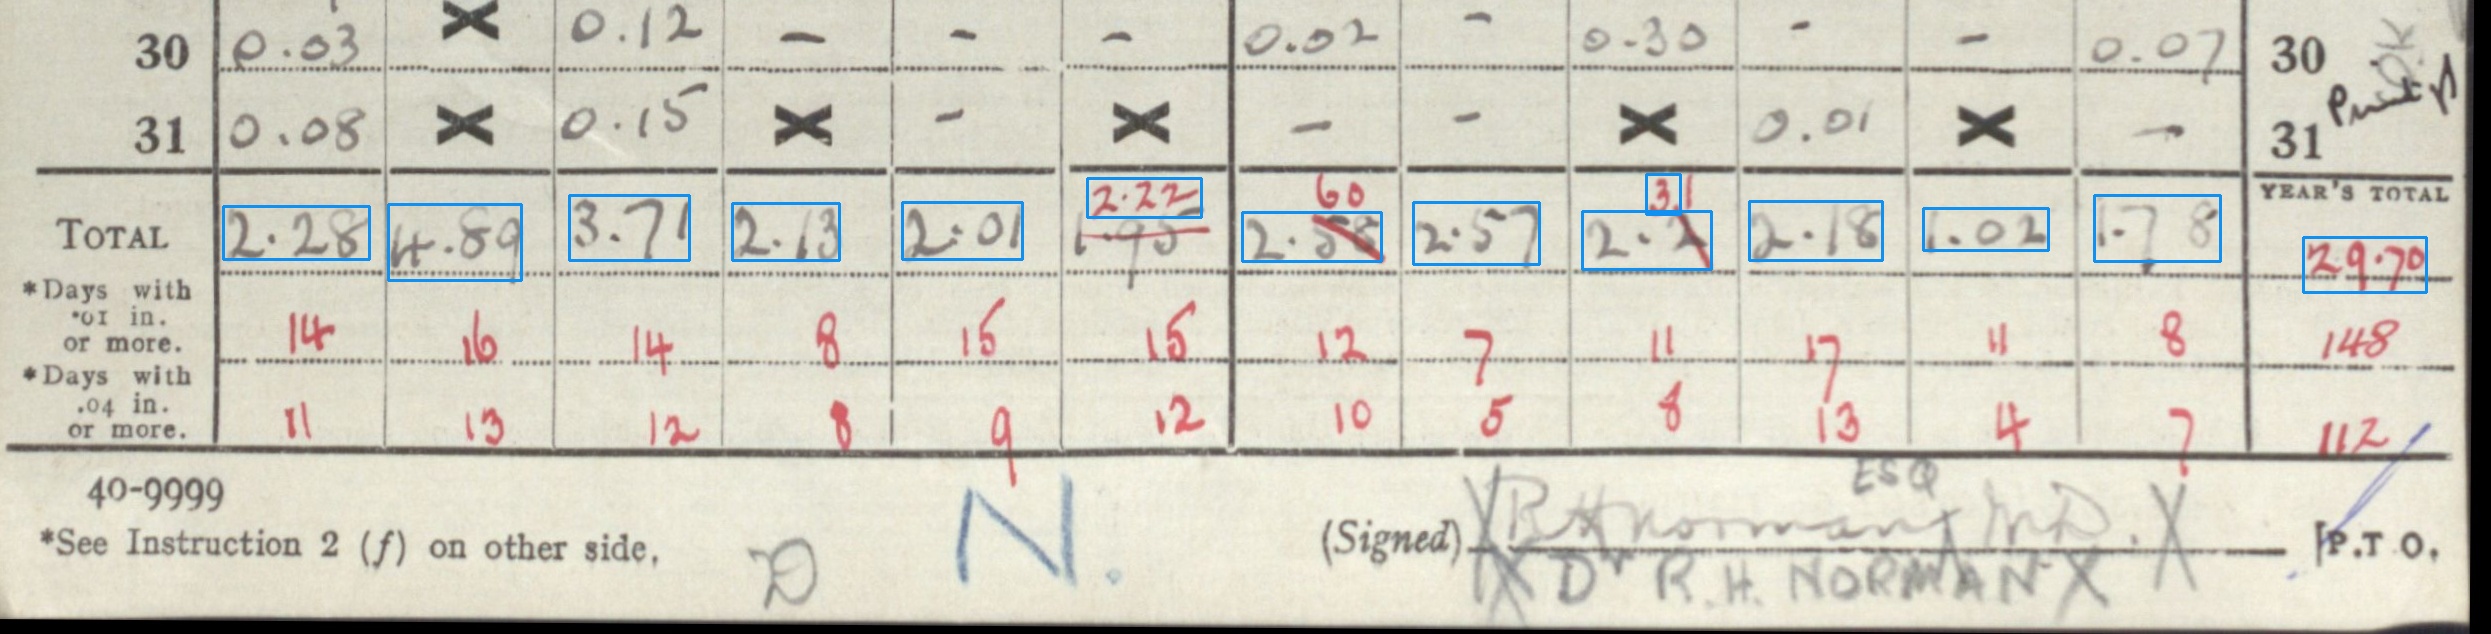 30 0.03 X 0.12 - - - 0.02 - 0.30 - - 0.07 30
31 0.08 X 0.15 X - X - - X 0.01 X - 31
60 31 YEAR'S TOTAL
TOTAL 2.28 4.89 3.71 2.13 2.01 2.22 1.95 2.58 2.57 2.2 2.18 1.02 1.78 29.70
*Days with
.01 in.
or more. 14 16 14 8 15 15 12 7 11 17 11 8 148
*Days with
.04 in.
or more. 11 13 12 8 9 12 10 5 8 13 4 7 112
40-9999 ESQ
*See Instruction 2 (f) on other side. D N. (Signed) X R H Norman M.D. X [P.T O.
X Dr R. H. NORMAN X